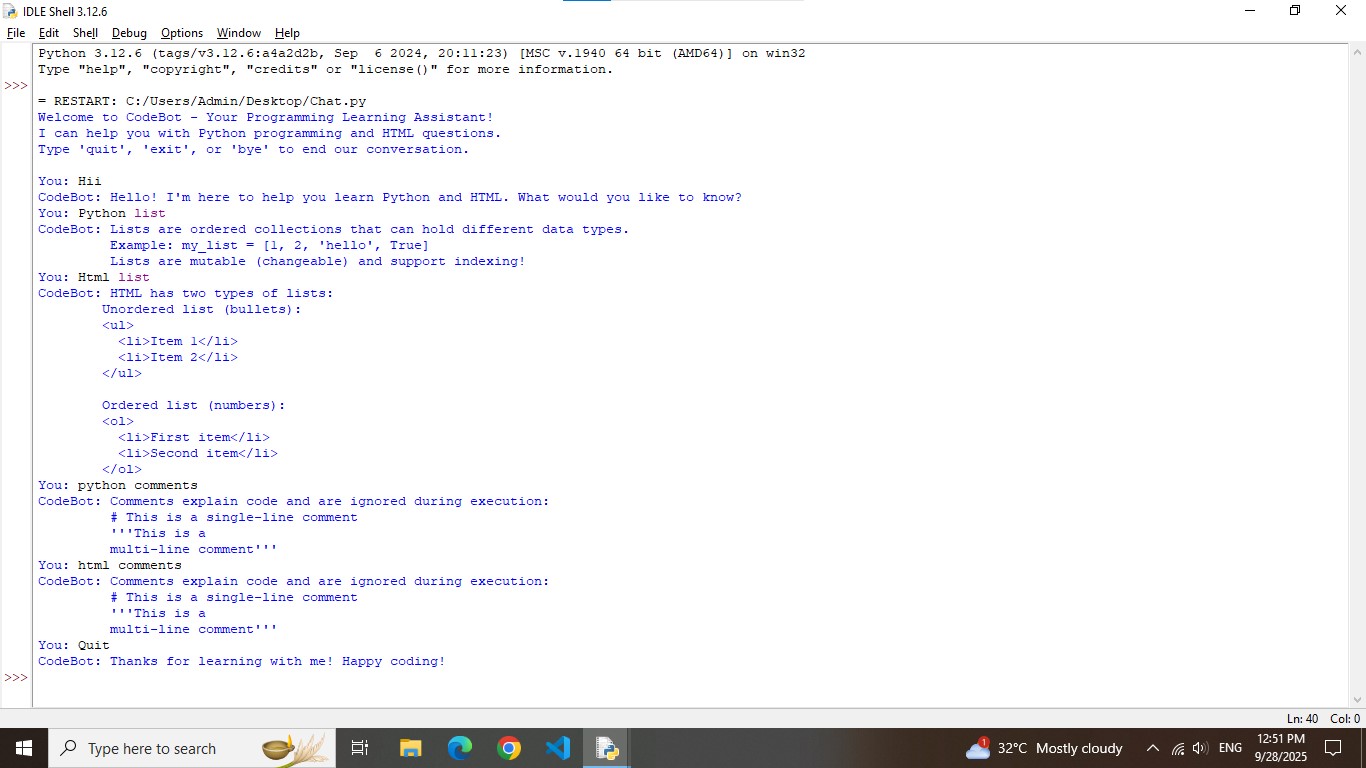 IDLE Shell 3.12.6
File Edit Shell Debug Options Window Help
Python 3.12.6 (tags/v3.12.6:a4a2d2b, Sep  6 2024, 20:11:23) [MSC v.1940 64 bit (AMD64)] on win32
Type "help", "copyright", "credits" or "license()" for more information.
>>>
= RESTART: C:/Users/Admin/Desktop/Chat.py
Welcome to CodeBot - Your Programming Learning Assistant!
I can help you with Python programming and HTML questions.
Type 'quit', 'exit', or 'bye' to end our conversation.
You: Hii
CodeBot: Hello! I'm here to help you learn Python and HTML. What would you like to know?
You: Python list
CodeBot: Lists are ordered collections that can hold different data types.
Example: my_list = [1, 2, 'hello', True]
Lists are mutable (changeable) and support indexing!
You: Html list
CodeBot: HTML has two types of lists:
Unordered list (bullets):
<ul>
<li>Item 1</li>
<li>Item 2</li>
</ul>
Ordered list (numbers):
<ol>
<li>First item</li>
<li>Second item</li>
</ol>
You: python comments
CodeBot: Comments explain code and are ignored during execution:
# This is a single-line comment
'''This is a
multi-line comment'''
You: html comments
CodeBot: Comments explain code and are ignored during execution:
# This is a single-line comment
'''This is a
multi-line comment'''
You: Quit
CodeBot: Thanks for learning with me! Happy coding!
>>>
Ln: 40 Col: 0
Type here to search
1
32°C Mostly cloudy
ENG
12:51 PM
9/28/2025